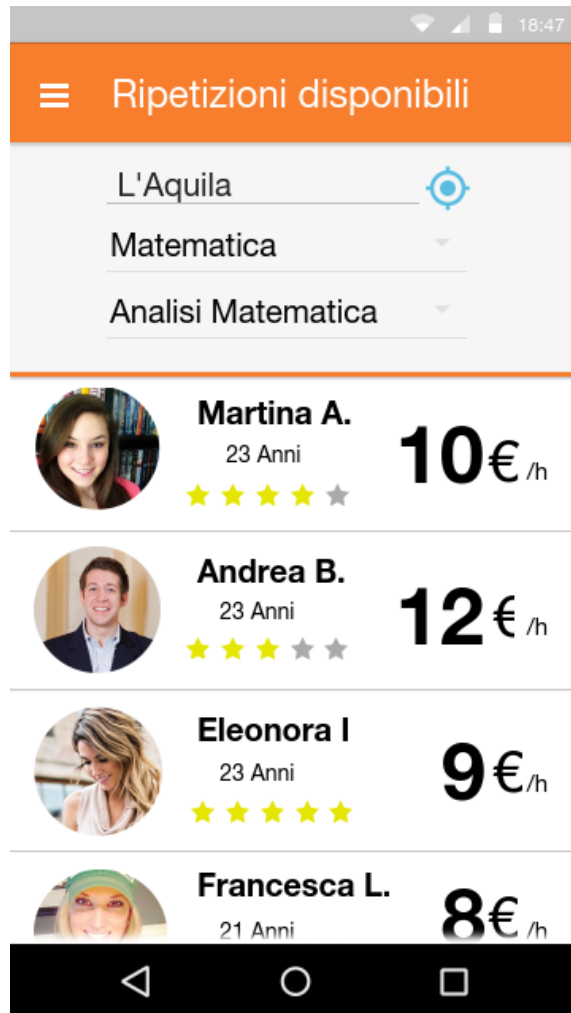 18:47
Ripetizioni disponibili
L'Aquila
Matematica
Analisi Matematica
Martina A.
23 Anni
10€/h
Andrea B.
23 Anni
12€/h
Eleonora I
23 Anni
9€/h
Francesca L.
21 Anni
8€/h